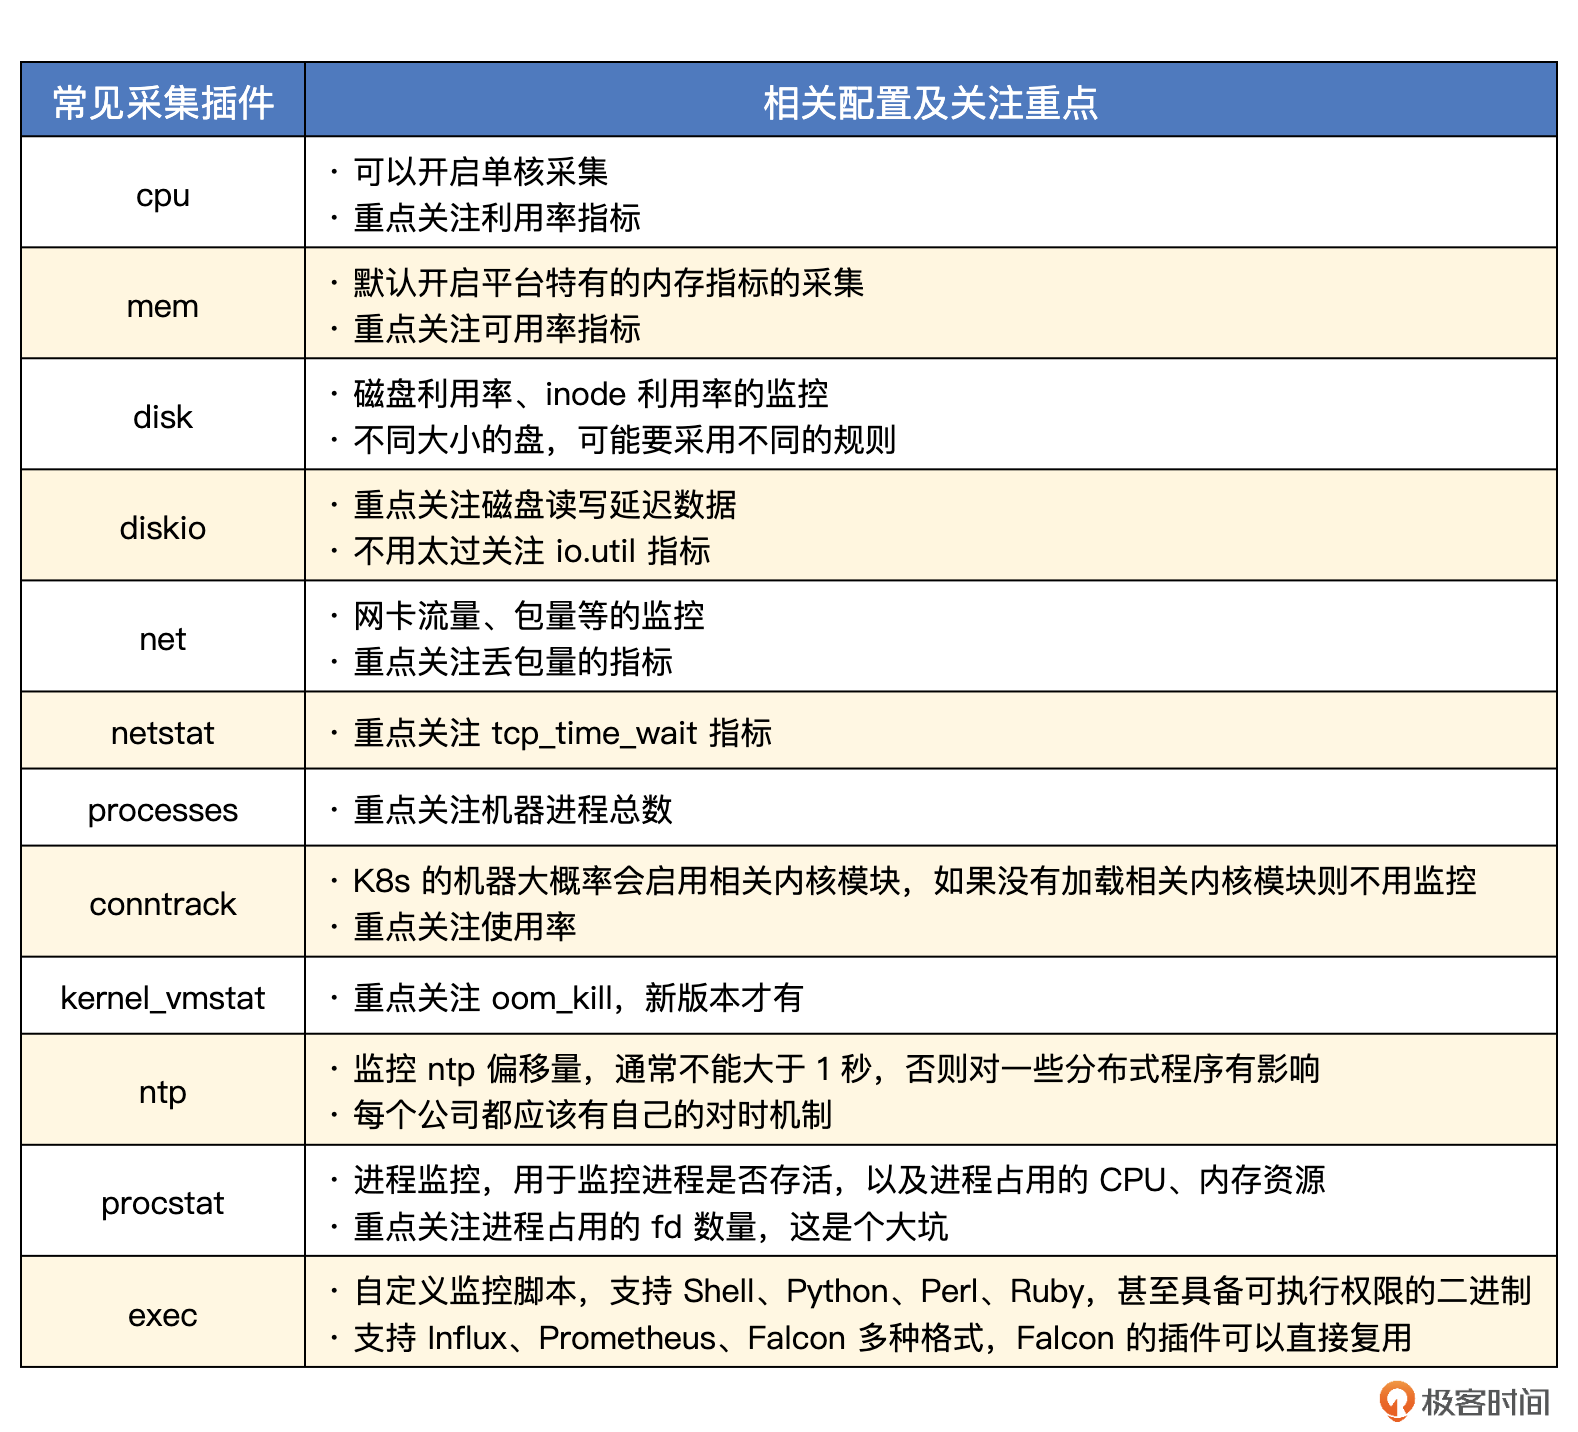 常见采集插件
相关配置及关注重点
cpu
· 可以开启单核采集
· 重点关注利用率指标
mem
· 默认开启平台特有的内存指标的采集
· 重点关注可用率指标
disk
· 磁盘利用率、inode 利用率的监控
· 不同大小的盘，可能要采用不同的规则
diskio
· 重点关注磁盘读写延迟数据
· 不用太过关注 io.util 指标
net
· 网卡流量、包量等的监控
· 重点关注丢包量的指标
netstat
· 重点关注 tcp_time_wait 指标
processes
· 重点关注机器进程总数
conntrack
· K8s 的机器大概率会启用相关内核模块，如果没有加载相关内核模块则不用监控
· 重点关注使用率
kernel_vmstat
· 重点关注 oom_kill，新版本才有
ntp
· 监控 ntp 偏移量，通常不能大于 1 秒，否则对一些分布式程序有影响
· 每个公司都应该有自己的对时机制
procstat
· 进程监控，用于监控进程是否存活，以及进程占用的 CPU、内存资源
· 重点关注进程占用的 fd 数量，这是个大坑
exec
· 自定义监控脚本，支持 Shell、Python、Perl、Ruby，甚至具备可执行权限的二进制
· 支持 Influx、Prometheus、Falcon 多种格式，Falcon 的插件可以直接复用
极客时间